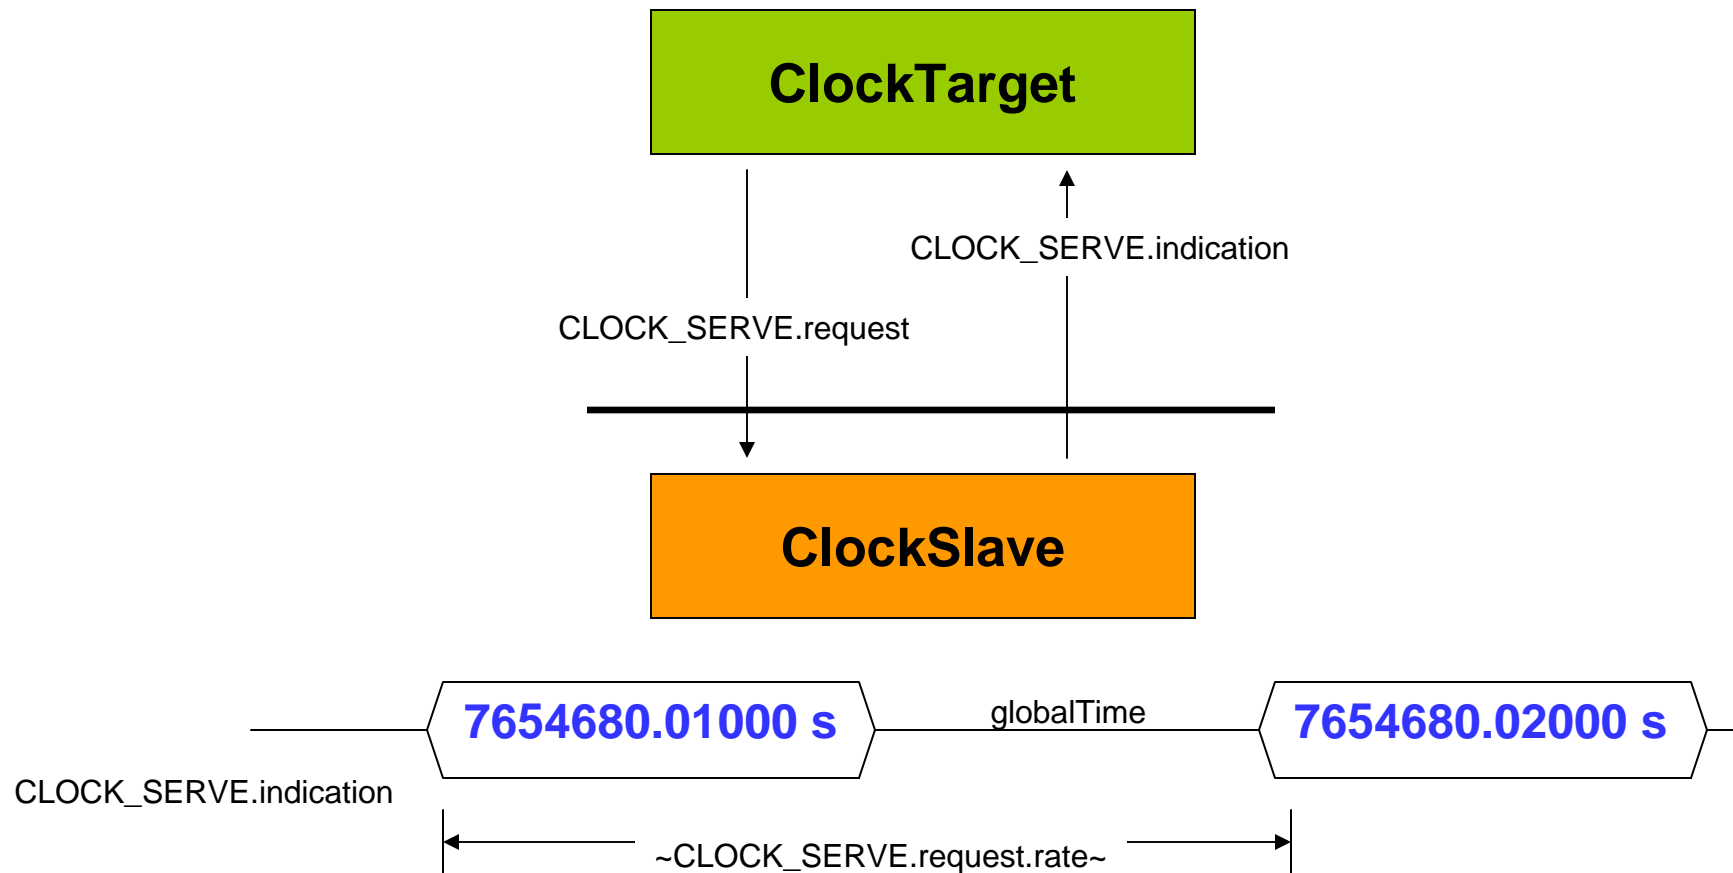 ClockTarget
CLOCK_SERVE.indication
CLOCK_SERVE.request
ClockSlave
7654680.01000 s
globalTime
7654680.02000 s
CLOCK_SERVE.indication
~CLOCK_SERVE.request.rate~